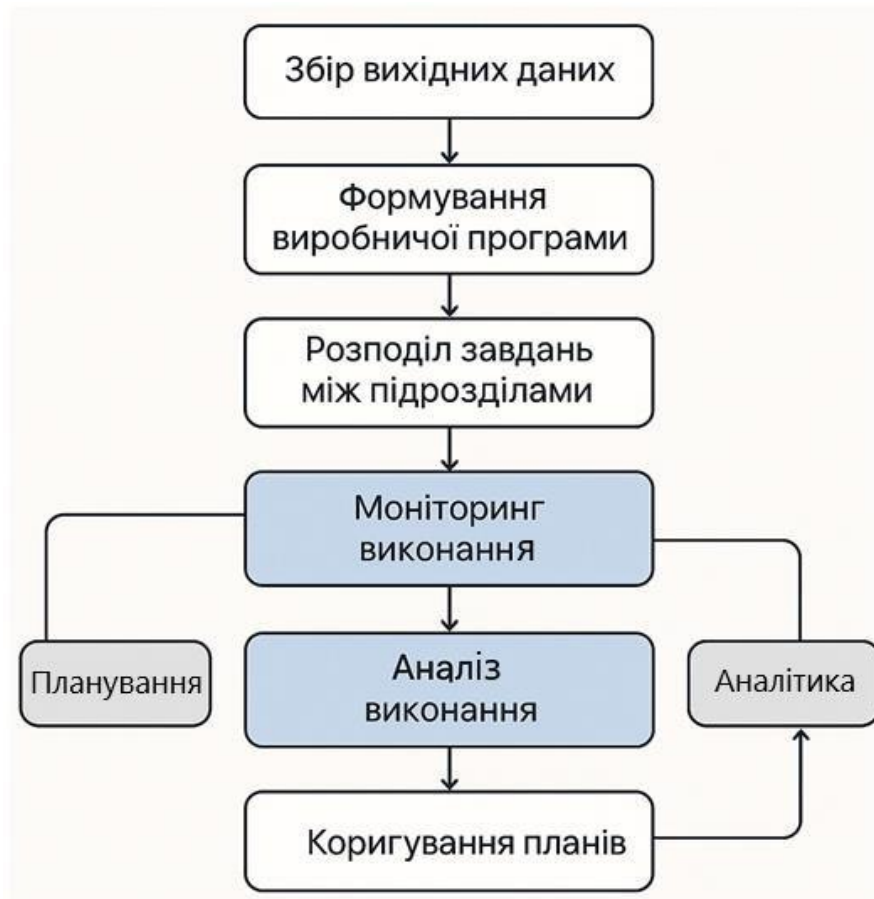 Збір вихідних даних
Формування
виробничої програми
Розподіл завдань
між підрозділами
Моніторинг
виконання
Планування
Аналіз
виконання
Аналітика
Коригування планів